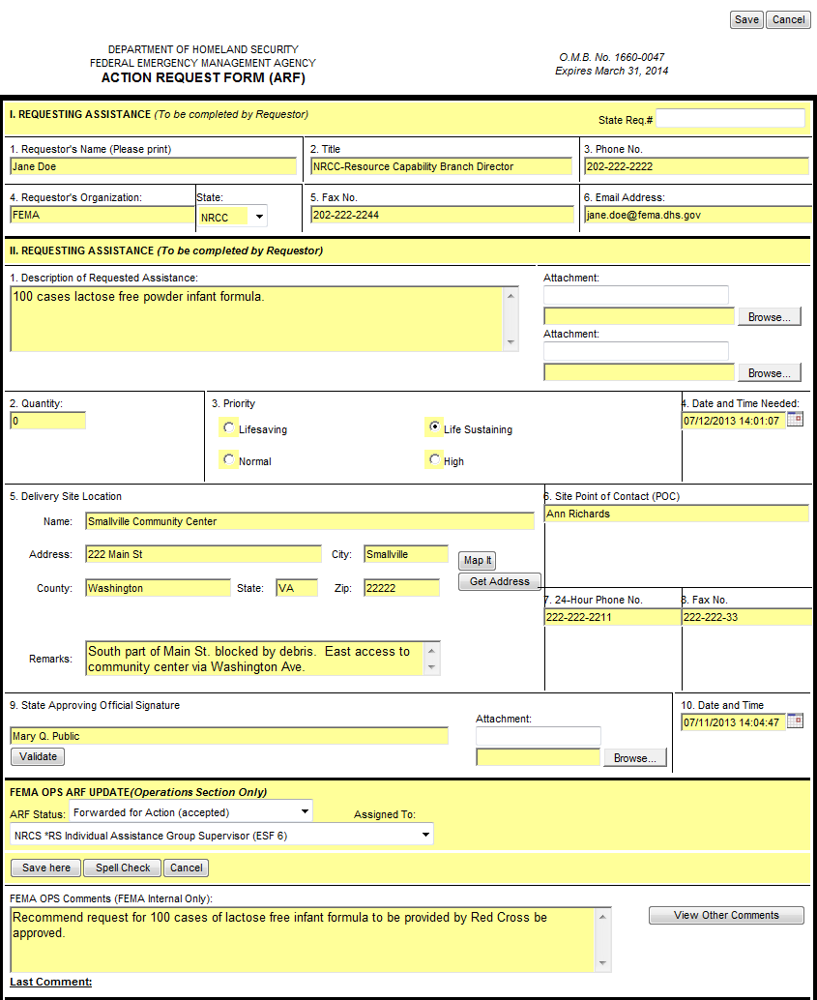 Save Cancel
DEPARTMENT OF HOMELAND SECURITY
FEDERAL EMERGENCY MANAGEMENT AGENCY
ACTION REQUEST FORM (ARF)
O.M.B. No. 1660-0047
Expires March 31, 2014
I. REQUESTING ASSISTANCE (To be completed by Requestor)
State Req.#
1. Requestor's Name (Please print) 2. Title 3. Phone No.
Jane Doe NRCC-Resource Capability Branch Director 202-222-2222
4. Requestor's Organization: State: 5. Fax No. 6. Email Address:
FEMA NRCC 202-222-2244 jane.doe@fema.dhs.gov
II. REQUESTING ASSISTANCE (To be completed by Requestor)
1. Description of Requested Assistance: Attachment:
100 cases lactose free powder infant formula.
Browse...
Attachment:
Browse...
2. Quantity: 3. Priority 4. Date and Time Needed:
0 07/12/2013 14:01:07
Lifesaving Life Sustaining
Normal High
5. Delivery Site Location 6. Site Point of Contact (POC)
Name: Smallville Community Center Ann Richards
Address: 222 Main St City: Smallville Map It
Get Address
County: Washington State: VA Zip: 22222
7. 24-Hour Phone No. 8. Fax No.
222-222-2211 222-222-33
Remarks: South part of Main St. blocked by debris. East access to
community center via Washington Ave.
9. State Approving Official Signature Attachment: 10. Date and Time
Mary Q. Public 07/11/2013 14:04:47
Validate Browse...
FEMA OPS ARF UPDATE(Operations Section Only)
ARF Status: Forwarded for Action (accepted) Assigned To:
NRCS *RS Individual Assistance Group Supervisor (ESF 6)
Save here Spell Check Cancel
FEMA OPS Comments (FEMA Internal Only):
Recommend request for 100 cases of lactose free infant formula to be provided by Red Cross be
approved.
View Other Comments
Last Comment: